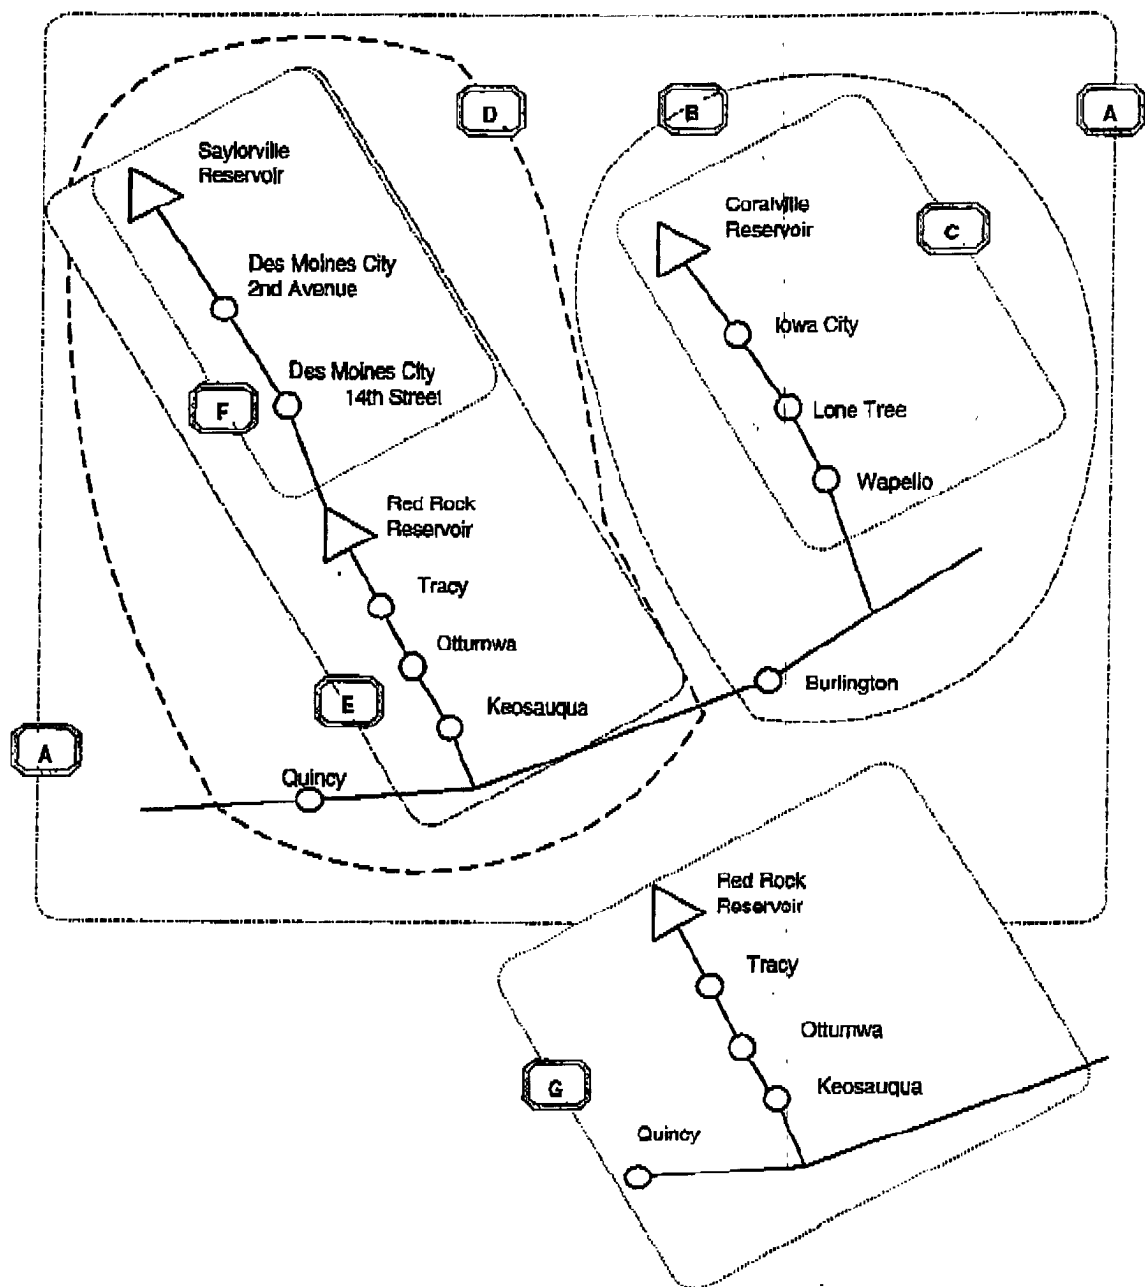 D
B
A
Saylorville
Reservoir
Coralville
Reservoir
C
Des Moines City
2nd Avenue
Iowa City
Des Moines City
14th Street
F
Lone Tree
Wapello
Red Rock
Reservoir
Tracy
Ottumwa
E
Keosauqua
Burlington
A
Quincy
Red Rock
Reservoir
Tracy
Ottumwa
G
Keosauqua
Quincy